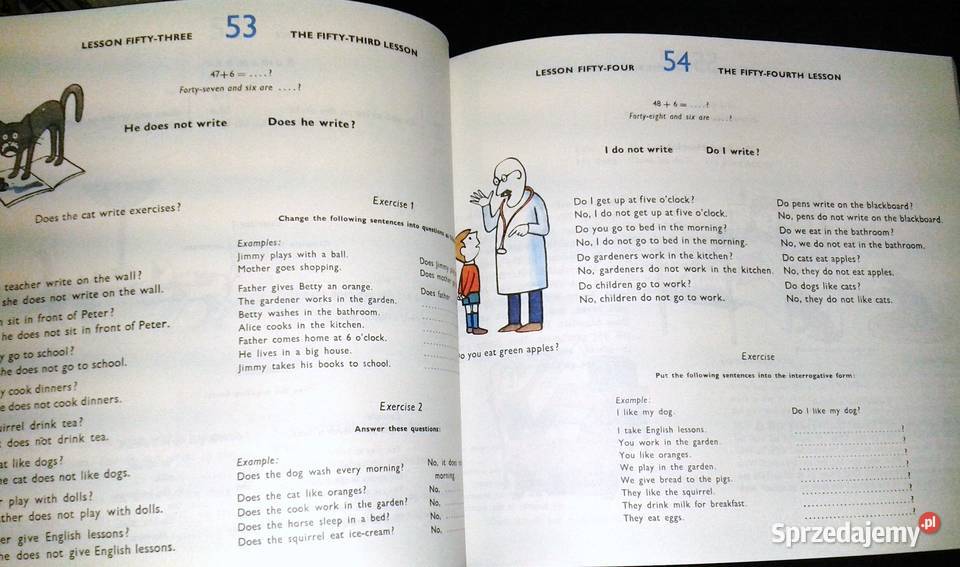 LESSON FIFTY-THREE 53 THE FIFTY-THIRD LESSON
47+6 = ....?
Forty-seven and six are ....?
He does not write Does he write?
Does the cat write exercises?
teacher write on the wall?
she does not write on the wall.
sit in front of Peter?
he does not sit in front of Peter.
go to school?
he does not go to school.
cook dinners?
does not cook dinners.
drink tea?
does not drink tea.
like dogs?
cat does not like dogs.
play with dolls?
does not play with dolls.
give English lessons?
does not give English lessons.
Exercise 1
Change the following sentences into questions
Examples:
Jimmy plays with a ball. Does Jimmy
Mother goes shopping. Does mother
Father gives Betty an orange. Does father
The gardener works in the garden.
Betty washes in the bathroom.
Alice cooks in the kitchen.
Father comes home at 6 o'clock.
He lives in a big house.
Jimmy takes his books to school.
Exercise 2
Answer these questions:
Example:
Does the dog wash every morning? No, it does
morning
Does the cat like oranges? No,
Does the cook work in the garden? No,
Does the horse sleep in a bed? No,
Does the squirrel eat ice-cream? No,
LESSON FIFTY-FOUR 54 THE FIFTY-FOURTH LESSON
48 + 6 = ....?
Forty-eight and six are ....?
I do not write Do I write?
Do I get up at five o'clock?
No, I do not get up at five o'clock.
Do you go to bed in the morning?
No, I do not go to bed in the morning.
Do gardeners work in the kitchen?
No, gardeners do not work in the kitchen.
Do children go to work?
No, children do not go to work.
Do pens write on the blackboard?
No, pens do not write on the blackboard.
Do we eat in the bathroom?
No, we do not eat in the bathroom.
Do cats eat apples?
No, they do not eat apples.
Do dogs like cats?
No, they do not like cats.
you eat green apples?
Exercise
Put the following sentences into the interrogative form:
Example:
I like my dog. Do I like my dog?
I take English lessons. ....?
You work in the garden. ....?
You like oranges. ....?
We play in the garden. ....?
We give bread to the pigs. ....?
They like the squirrel. ....?
They drink milk for breakfast. ....?
They eat eggs. ....?
Sprzedajemy.pl